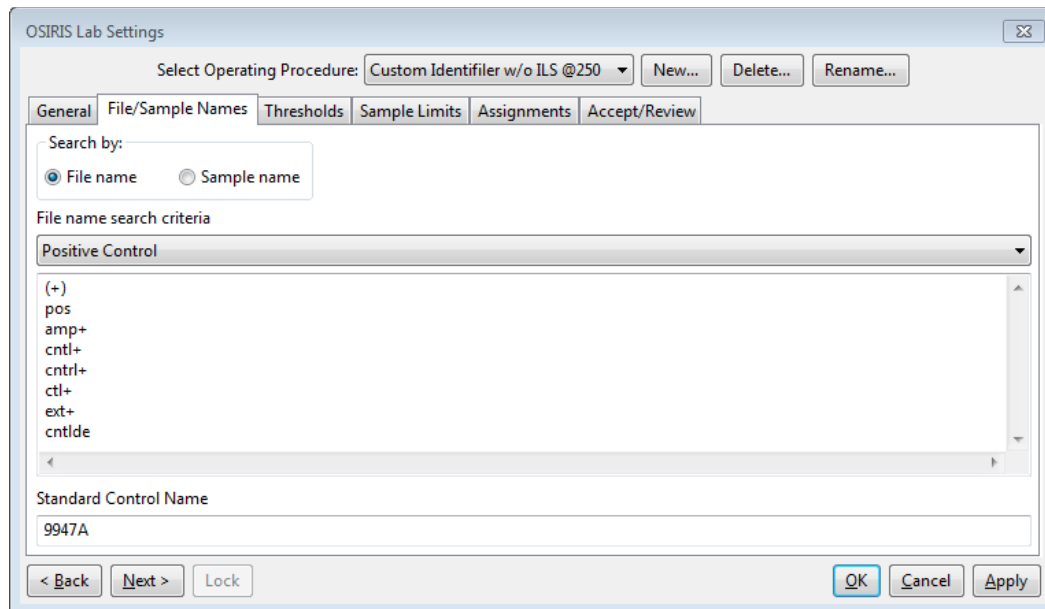 OSIRIS Lab Settings
Select Operating Procedure: Custom Identifiler w/o ILS @250 New... Delete... Rename...
General File/Sample Names Thresholds Sample Limits Assignments Accept/Review
Search by:
File name Sample name
File name search criteria
Positive Control
(+)
pos
amp+
cntl+
cntrl+
ctl+
ext+
cntlde
Standard Control Name
9947A
< Back Next > Lock OK Cancel Apply